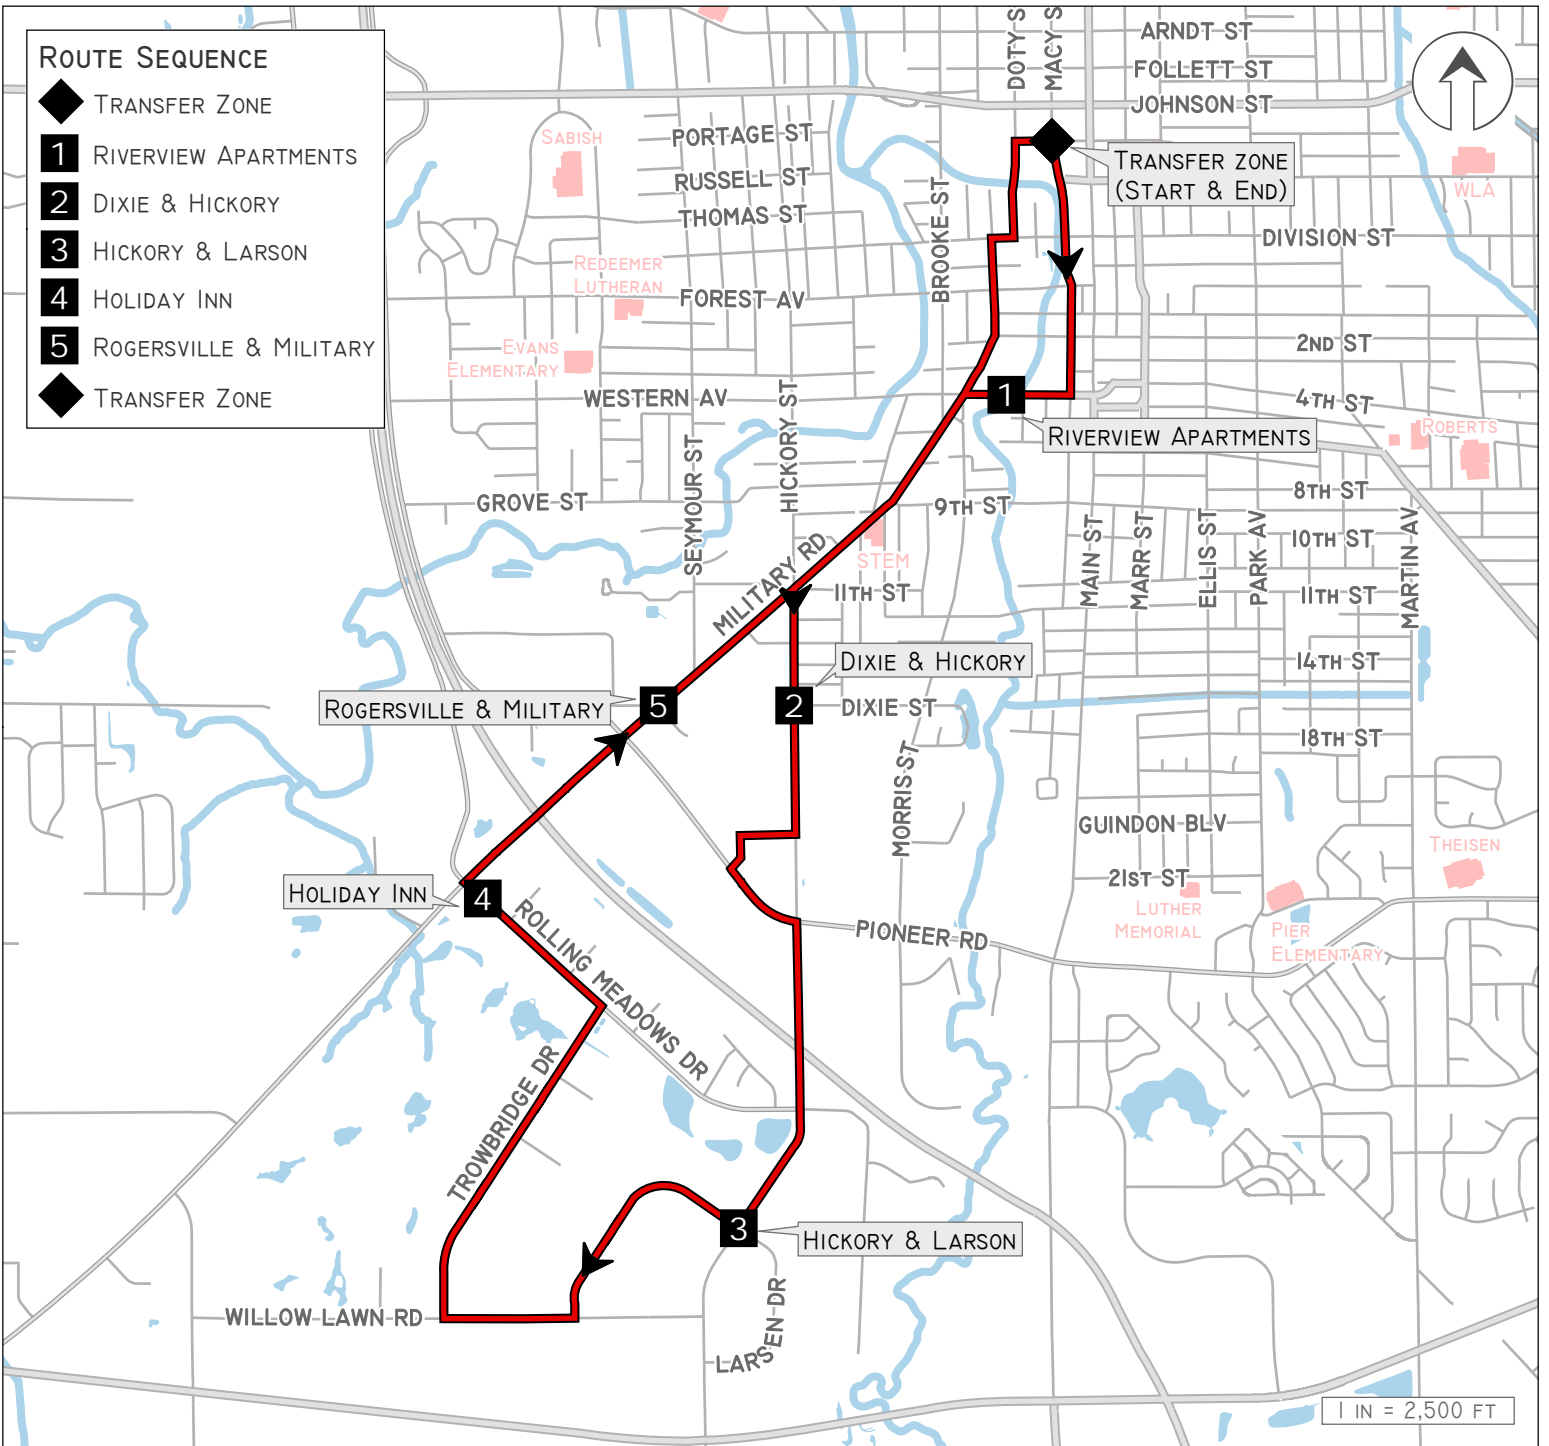 ROUTE SEQUENCE
TRANSFER ZONE
1 RIVERVIEW APARTMENTS
2 DIXIE & HICKORY
3 HICKORY & LARSON
4 HOLIDAY INN
5 ROGERSVILLE & MILITARY
TRANSFER ZONE
DOTY S
MACY S
ARNDT ST
FOLLETT ST
JOHNSON ST
SABISH
PORTAGE ST
RUSSELL ST
THOMAS ST
TRANSFER ZONE
(START & END)
WLA
BROOKE ST
DIVISION ST
REDEEMER
LUTHERAN
FOREST AV
EVANS
ELEMENTARY
2ND ST
WESTERN AV
HICKORY ST
1
4TH ST
RIVERVIEW APARTMENTS
ROBERTS
SEYMOUR ST
GROVE ST
9TH ST
8TH ST
MAIN ST
MARR ST
ELLIS ST
PARK AV
10TH ST
MARTIN AV
MILITARY RD
STEM
11TH ST
11TH ST
DIXIE & HICKORY
14TH ST
ROGERSVILLE & MILITARY
5
2
DIXIE ST
18TH ST
MORRIS ST
GUINDON BLV
THEISEN
21ST ST
HOLIDAY INN
4
LUTHER
MEMORIAL
ROLLING MEADOWS DR
PIONEER RD
PIER
ELEMENTARY
TROWBRIDGE DR
3
HICKORY & LARSON
WILLOW LAWN RD
LARSEN DR
1 IN = 2,500 FT